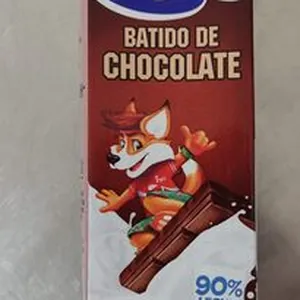 BATIDO DE
CHOCOLATE
90%